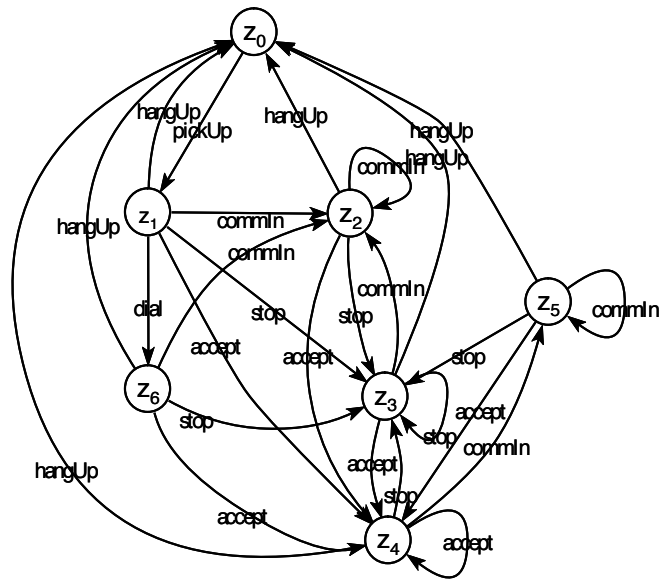 z0
hangUp
pickUp
hangUp
hangUp
hangUp
commIn
z1
commIn
z2
hangUp
commIn
commIn
z5
commIn
dial
stop
stop
accept
accept
stop
z6
z3
accept
stop
stop
commIn
accept
hangUp
stop
accept
z4
accept